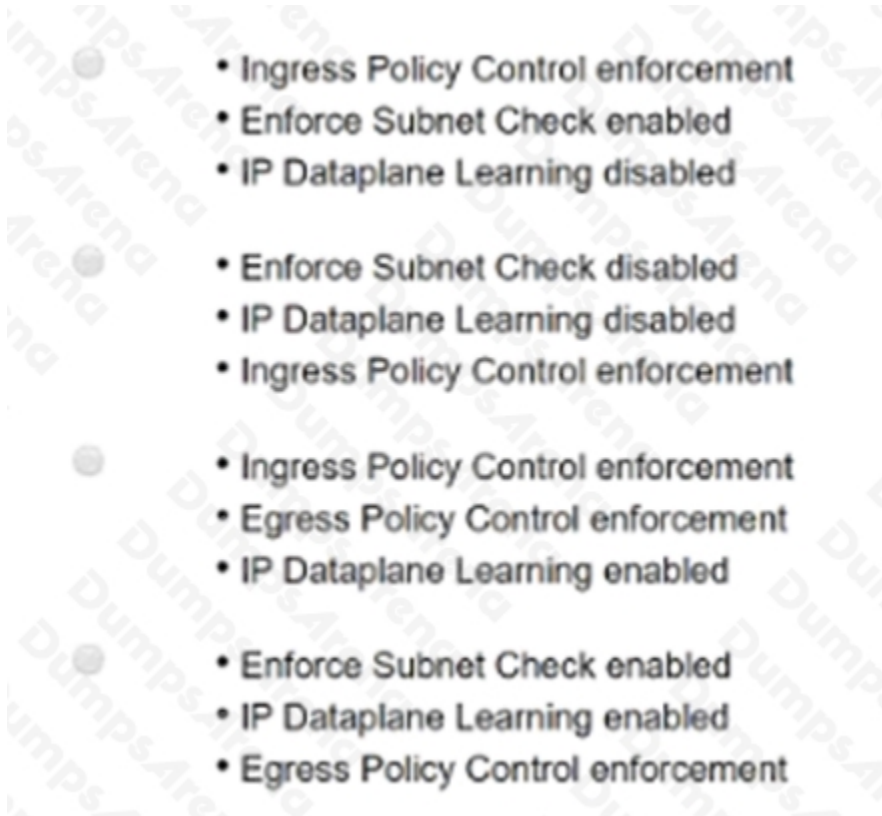 • Ingress Policy Control enforcement
• Enforce Subnet Check enabled
• IP Dataplane Learning disabled
• Enforce Subnet Check disabled
• IP Dataplane Learning disabled
• Ingress Policy Control enforcement
• Ingress Policy Control enforcement
• Egress Policy Control enforcement
• IP Dataplane Learning enabled
• Enforce Subnet Check enabled
• IP Dataplane Learning enabled
• Egress Policy Control enforcement
DumpsArena